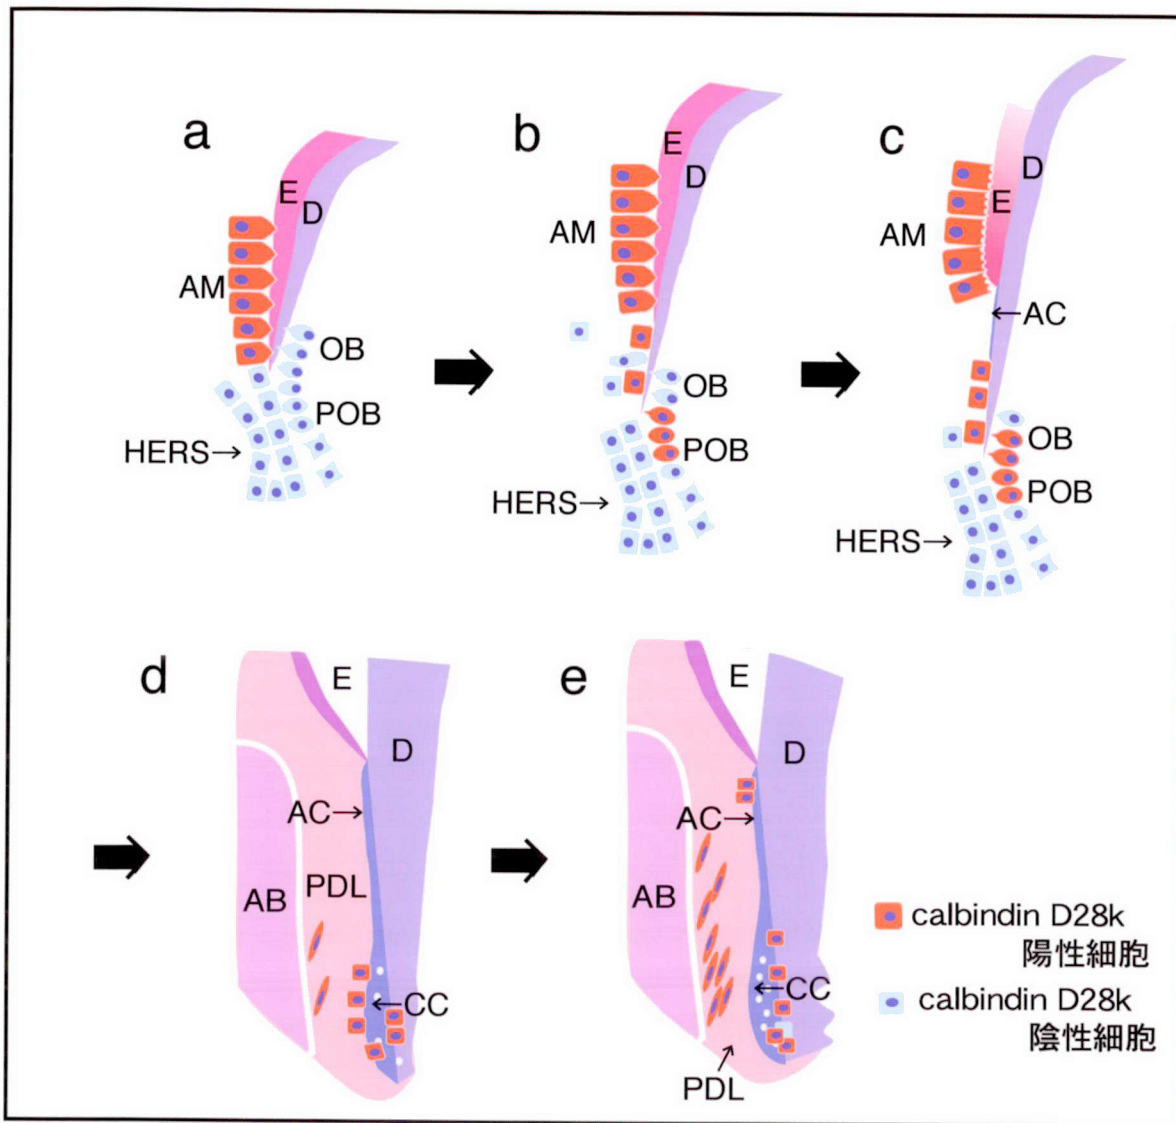 a
E
D
AM
OB
POB
HERS→
b
E
D
AM
OB
POB
HERS→
c
D
E
AM
←AC
OB
POB
HERS→
d
E
D
AC→
PDL
AB
←CC
e
E
D
AC→
AB
←CC
PDL
calbindin D28k
陽性細胞
calbindin D28k
陰性細胞